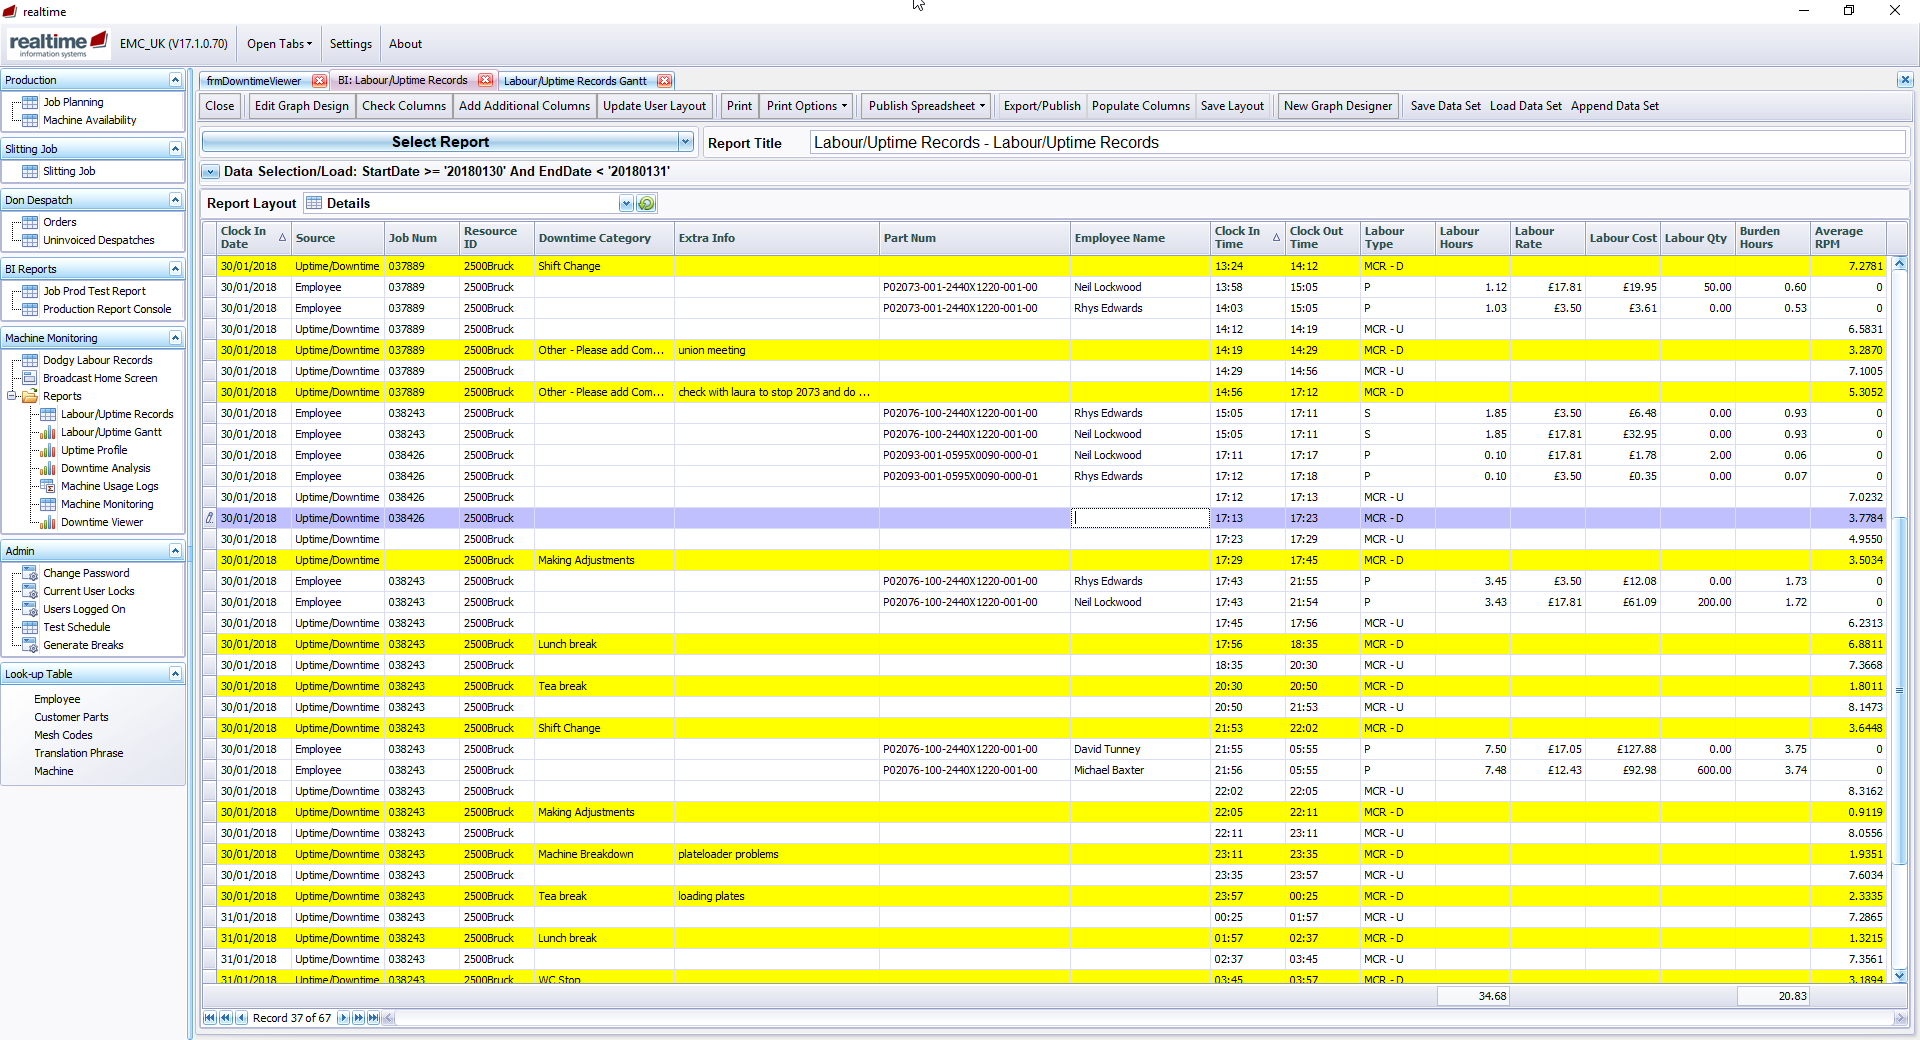 realtime
realtime information systems EMC_UK (V17.1.0.70) Open Tabs Settings About
Production
Job Planning
Machine Availability
Slitting Job
Slitting Job
Don Despatch
Orders
Uninvoiced Despatches
BI Reports
Job Prod Test Report
Production Report Console
Machine Monitoring
Dodgy Labour Records
Broadcast Home Screen
Reports
Labour/Uptime Records
Labour/Uptime Gantt
Uptime Profile
Downtime Analysis
Machine Usage Logs
Machine Monitoring
Downtime Viewer
Admin
Change Password
Current User Locks
Users Logged On
Test Schedule
Generate Breaks
Look-up Table
Employee
Customer Parts
Mesh Codes
Translation Phrase
Machine
frmDowntimeViewer BI: Labour/Uptime Records Labour/Uptime Records Gantt
Close Edit Graph Design Check Columns Add Additional Columns Update User Layout Print Print Options Publish Spreadsheet Export/Publish Populate Columns Save Layout New Graph Designer Save Data Set Load Data Set Append Data Set
Select Report Report Title Labour/Uptime Records - Labour/Uptime Records
Data Selection/Load: StartDate >= '20180130' And EndDate < '20180131'
Report Layout Details
Clock In Date Source Job Num Resource ID Downtime Category Extra Info Part Num Employee Name Clock In Time Clock Out Time Labour Type Labour Hours Labour Rate Labour Cost Labour Qty Burden Hours Average RPM
30/01/2018 Uptime/Downtime 037889 2500Bruck Shift Change 13:24 14:12 MCR - D 7.2781
30/01/2018 Employee 037889 2500Bruck P02073-001-2440X1220-001-00 Neil Lockwood 13:58 15:05 P 1.12 £17.81 £19.95 50.00 0.60 0
30/01/2018 Employee 037889 2500Bruck P02073-001-2440X1220-001-00 Rhys Edwards 14:03 15:05 P 1.03 £3.50 £3.61 0.00 0.53 0
30/01/2018 Uptime/Downtime 037889 2500Bruck 14:12 14:19 MCR - U 6.5831
30/01/2018 Uptime/Downtime 037889 2500Bruck Other - Please add Com... union meeting 14:19 14:29 MCR - D 3.2870
30/01/2018 Uptime/Downtime 037889 2500Bruck 14:29 14:56 MCR - U 7.1005
30/01/2018 Uptime/Downtime 037889 2500Bruck Other - Please add Com... check with laura to stop 2073 and do ... 14:56 17:12 MCR - D 5.3052
30/01/2018 Employee 038243 2500Bruck P02076-100-2440X1220-001-00 Rhys Edwards 15:05 17:11 S 1.85 £3.50 £6.48 0.00 0.93 0
30/01/2018 Employee 038243 2500Bruck P02076-100-2440X1220-001-00 Neil Lockwood 15:05 17:11 S 1.85 £17.81 £32.95 0.00 0.93 0
30/01/2018 Employee 038426 2500Bruck P02093-001-0595X0090-000-01 Neil Lockwood 17:11 17:17 P 0.10 £17.81 £1.78 2.00 0.06 0
30/01/2018 Employee 038426 2500Bruck P02093-001-0595X0090-000-01 Rhys Edwards 17:12 17:18 P 0.10 £3.50 £0.35 0.00 0.07 0
30/01/2018 Uptime/Downtime 038426 2500Bruck 17:12 17:13 MCR - U 7.0232
30/01/2018 Uptime/Downtime 038426 2500Bruck 17:13 17:23 MCR - D 3.7784
30/01/2018 Uptime/Downtime 2500Bruck 17:23 17:29 MCR - U 4.9550
30/01/2018 Uptime/Downtime 2500Bruck Making Adjustments 17:29 17:45 MCR - D 3.5034
30/01/2018 Employee 038243 2500Bruck P02076-100-2440X1220-001-00 Rhys Edwards 17:43 21:55 P 3.45 £3.50 £12.08 0.00 1.73 0
30/01/2018 Employee 038243 2500Bruck P02076-100-2440X1220-001-00 Neil Lockwood 17:43 21:54 P 3.43 £17.81 £61.09 200.00 1.72 0
30/01/2018 Uptime/Downtime 038243 2500Bruck 17:45 17:56 MCR - U 6.2313
30/01/2018 Uptime/Downtime 038243 2500Bruck Lunch break 17:56 18:35 MCR - D 6.8811
30/01/2018 Uptime/Downtime 038243 2500Bruck 18:35 20:30 MCR - U 7.3668
30/01/2018 Uptime/Downtime 038243 2500Bruck Tea break 20:30 20:50 MCR - D 1.8011
30/01/2018 Uptime/Downtime 038243 2500Bruck 20:50 21:53 MCR - U 8.1473
30/01/2018 Uptime/Downtime 038243 2500Bruck Shift Change 21:53 22:02 MCR - D 3.6448
30/01/2018 Employee 038243 2500Bruck P02076-100-2440X1220-001-00 David Tunney 21:55 05:55 P 7.50 £17.05 £127.88 0.00 3.75 0
30/01/2018 Employee 038243 2500Bruck P02076-100-2440X1220-001-00 Michael Baxter 21:56 05:55 P 7.48 £12.43 £92.98 600.00 3.74 0
30/01/2018 Uptime/Downtime 038243 2500Bruck 22:02 22:05 MCR - U 8.3162
30/01/2018 Uptime/Downtime 038243 2500Bruck Making Adjustments 22:05 22:11 MCR - D 0.9119
30/01/2018 Uptime/Downtime 038243 2500Bruck 22:11 23:11 MCR - U 8.0556
30/01/2018 Uptime/Downtime 038243 2500Bruck Machine Breakdown plateloader problems 23:11 23:35 MCR - D 1.9351
30/01/2018 Uptime/Downtime 038243 2500Bruck 23:35 23:57 MCR - U 7.6034
30/01/2018 Uptime/Downtime 038243 2500Bruck Tea break loading plates 23:57 00:25 MCR - D 2.3335
31/01/2018 Uptime/Downtime 038243 2500Bruck 00:25 01:57 MCR - U 7.2865
31/01/2018 Uptime/Downtime 038243 2500Bruck Lunch break 01:57 02:37 MCR - D 1.3215
31/01/2018 Uptime/Downtime 038243 2500Bruck 02:37 03:45 MCR - U 7.3561
31/01/2018 Uptime/Downtime 038243 2500Bruck WC Stop 03:45 03:57 MCR - D 3.1894
34.68 20.83
Record 37 of 67